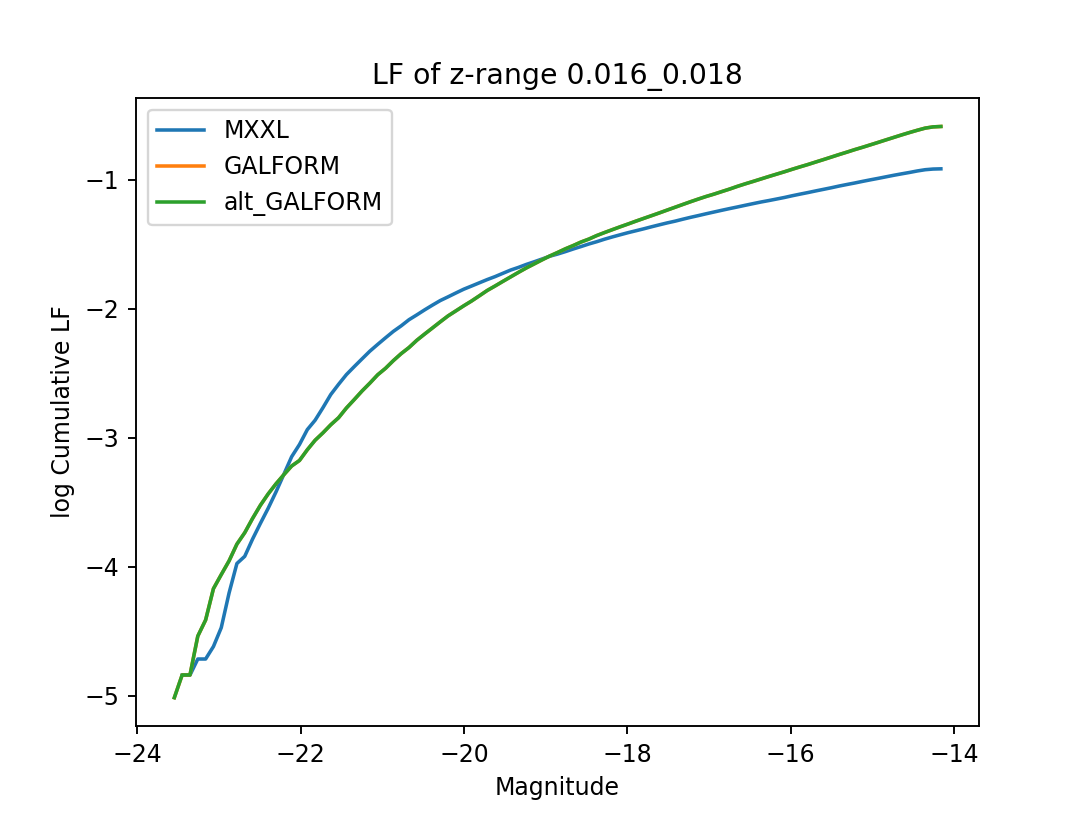 LF of z-range 0.016_0.018
MXXL
GALFORM
alt_GALFORM
log Cumulative LF
−1
−2
−3
−4
−5
−24
−22
−20
−18
−16
−14
Magnitude